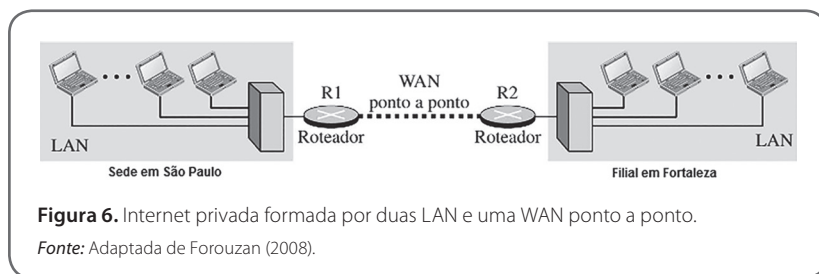 WAN
ponto a ponto
R1
R2
Roteador
Roteador
LAN
LAN
Sede em São Paulo
Filial em Fortaleza
Figura 6. Internet privada formada por duas LAN e uma WAN ponto a ponto.
Fonte: Adaptada de Forouzan (2008).